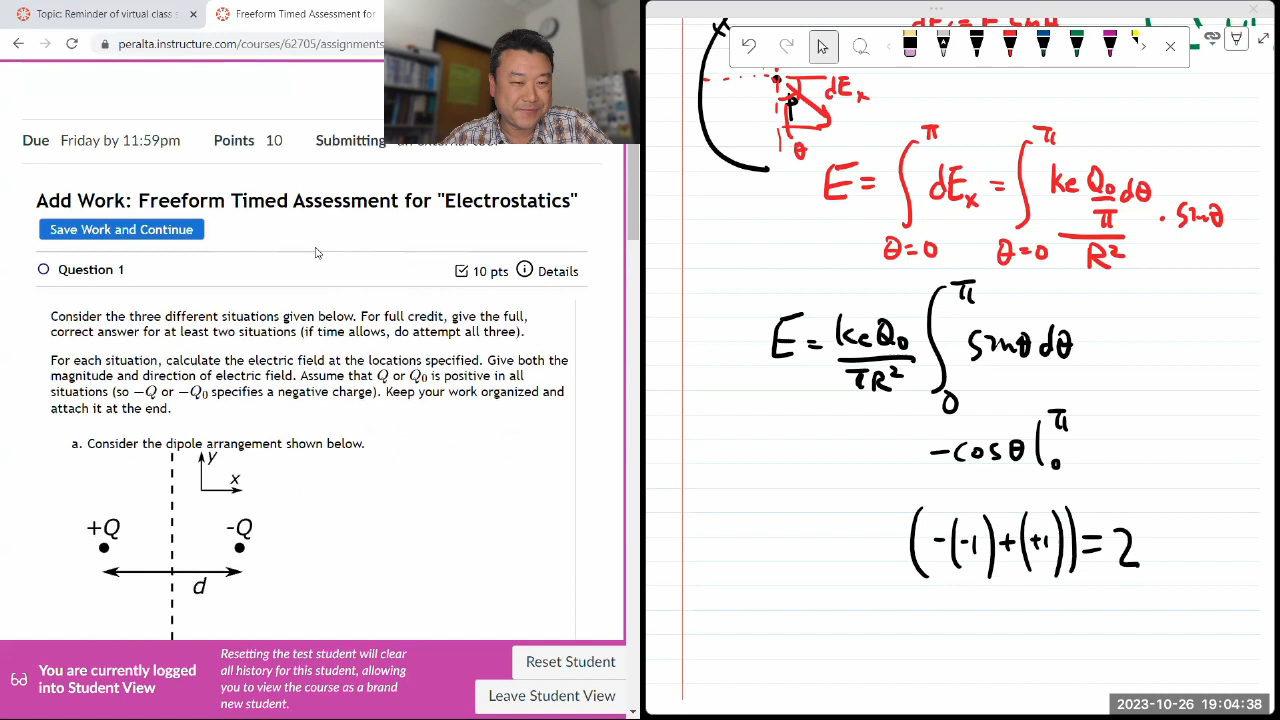 Topic: Reminder of virtual class
Freeform Timed Assessment for
peralta.instructure.com/courses/62705/assignments
Due Friday by 11:59pm Points 10 Submitting
Add Work: Freeform Timed Assessment for "Electrostatics"
Save Work and Continue
Question 1
10 pts Details
Consider the three different situations given below. For full credit, give the full,
correct answer for at least two situations (if time allows, do attempt all three).
For each situation, calculate the electric field at the locations specified. Give both the
magnitude and direction of electric field. Assume that Q or Q₀ is positive in all
situations (so −Q or −Q₀ specifies a negative charge). Keep your work organized and
attach it at the end.
a. Consider the dipole arrangement shown below.
y
x
+Q -Q
d
You are currently logged
into Student View
Resetting the test student will clear
all history for this student, allowing
you to view the course as a brand
new student.
Reset Student
Leave Student View
dEₓ
P
θ
E = ∫_{θ=0}^{π} dEₓ = ∫_{θ=0}^{π} ke Q₀/π dθ / R² · sinθ
E = keQ₀/πR² ∫_0^π sinθ dθ
-cosθ |_0^π
(-(-1)+(+1)) = 2
2023-10-26 19:04:38